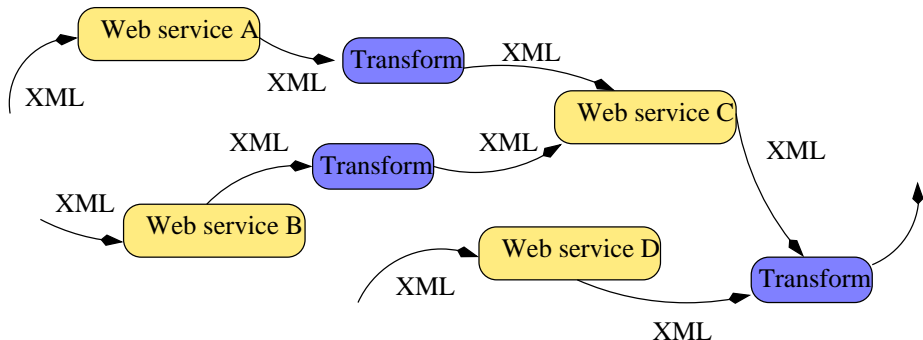 Web service A
Transform
XML
XML
XML
Web service C
XML
Transform
XML
XML
XML
Web service B
Web service D
XML
Transform
XML